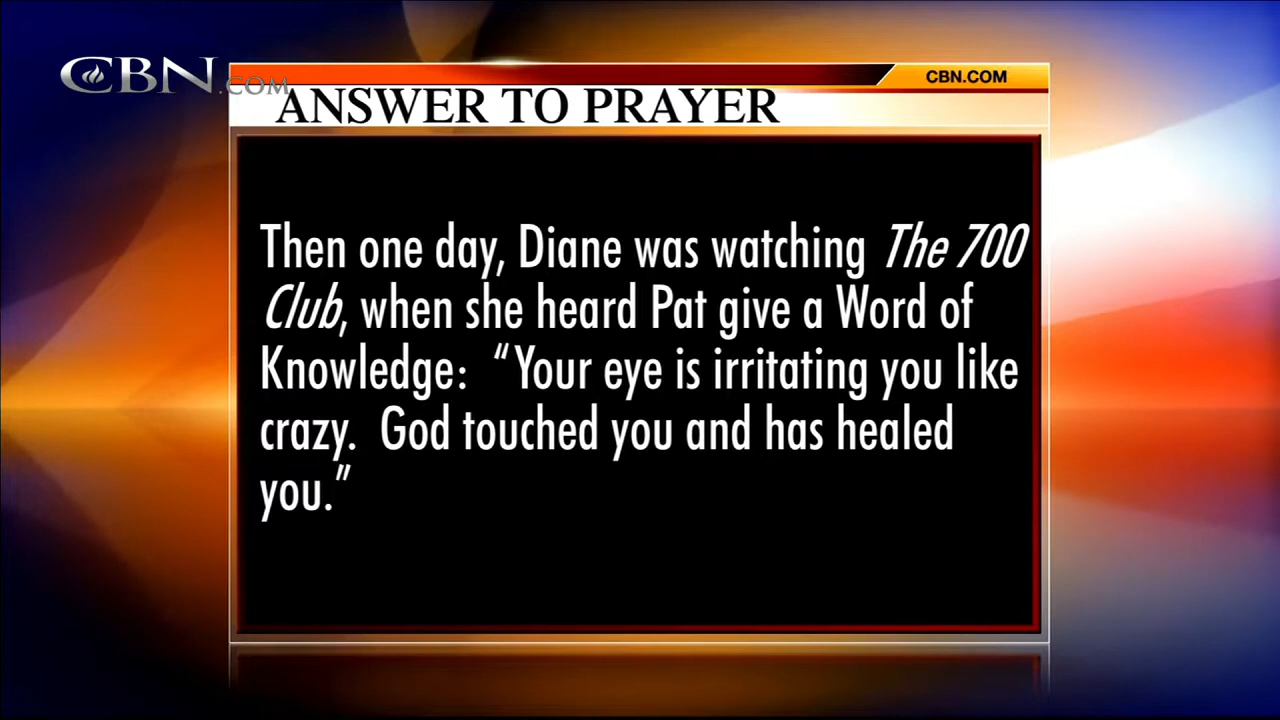 CBN.COM
CBN.COM
ANSWER TO PRAYER
Then one day, Diane was watching The 700
Club, when she heard Pat give a Word of
Knowledge:  “Your eye is irritating you like
crazy.  God touched you and has healed
you.”